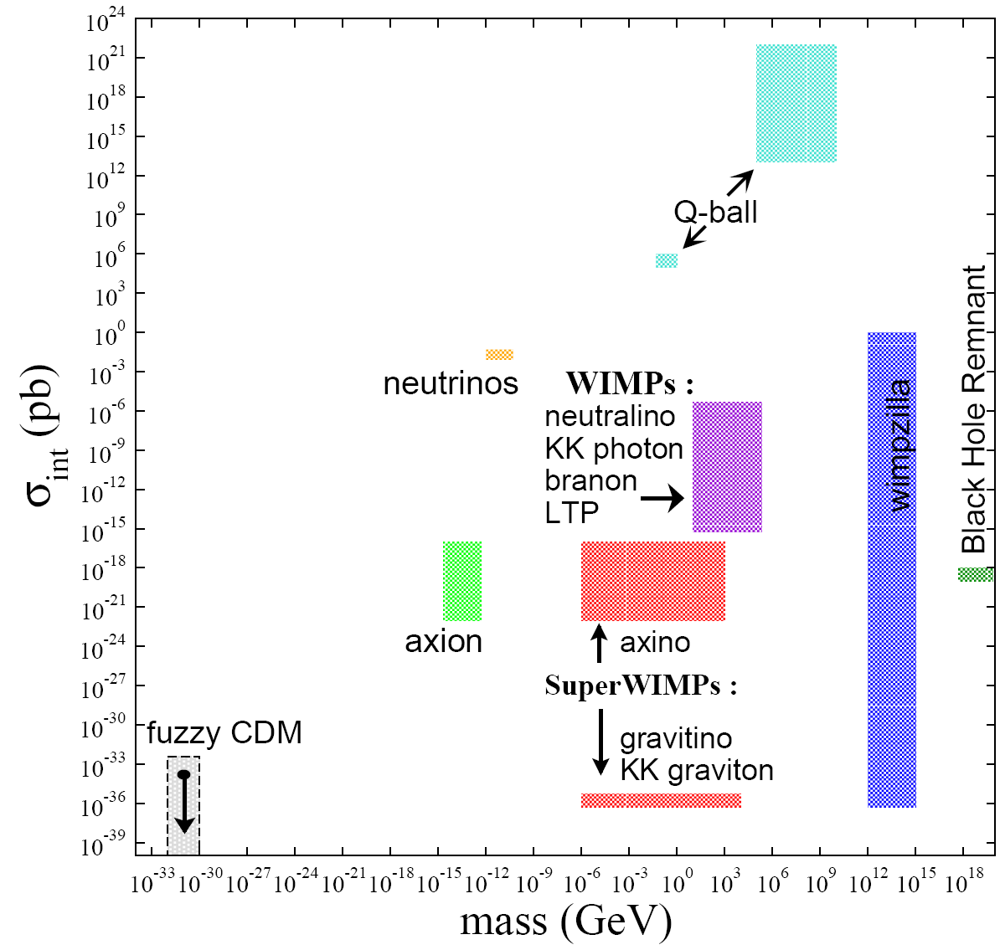 10^24
10^21
10^18
10^15
10^12
10^9
10^6
10^3
10^0
10^-3
10^-6
10^-9
10^-12
10^-15
10^-18
10^-21
10^-24
10^-27
10^-30
10^-33
10^-36
10^-39
σ_int (pb)
Q-ball
neutrinos
WIMPs :
neutralino
KK photon
branon
LTP
wimpzilla
Black Hole Remnant
axion
axino
SuperWIMPs :
gravitino
KK graviton
fuzzy CDM
10^-33 10^-30 10^-27 10^-24 10^-21 10^-18 10^-15 10^-12 10^-9 10^-6 10^-3 10^0 10^3 10^6 10^9 10^12 10^15 10^18
mass (GeV)